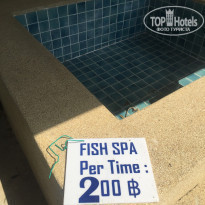 TOP Hotels
ФОТО ТУРИСТА
FISH SPA
Per Time :
200 ฿